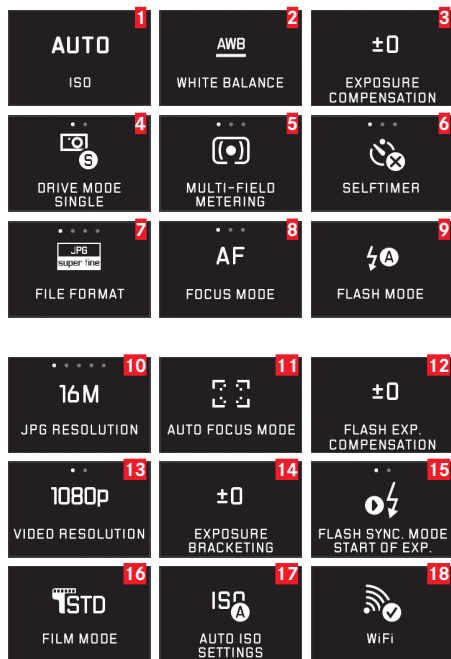 1
AUTO
ISO
2
AWB
WHITE BALANCE
3
±0
EXPOSURE
COMPENSATION
4
S
DRIVE MODE
SINGLE
5
MULTI-FIELD
METERING
6
SELFTIMER
7
JPG
super fine
FILE FORMAT
8
AF
FOCUS MODE
9
A
FLASH MODE
10
16M
JPG RESOLUTION
11
AUTO FOCUS MODE
12
±0
FLASH EXP.
COMPENSATION
13
1080p
VIDEO RESOLUTION
14
±0
EXPOSURE
BRACKETING
15
FLASH SYNC. MODE
START OF EXP.
16
STD
FILM MODE
17
ISO
A
AUTO ISO
SETTINGS
18
WiFi